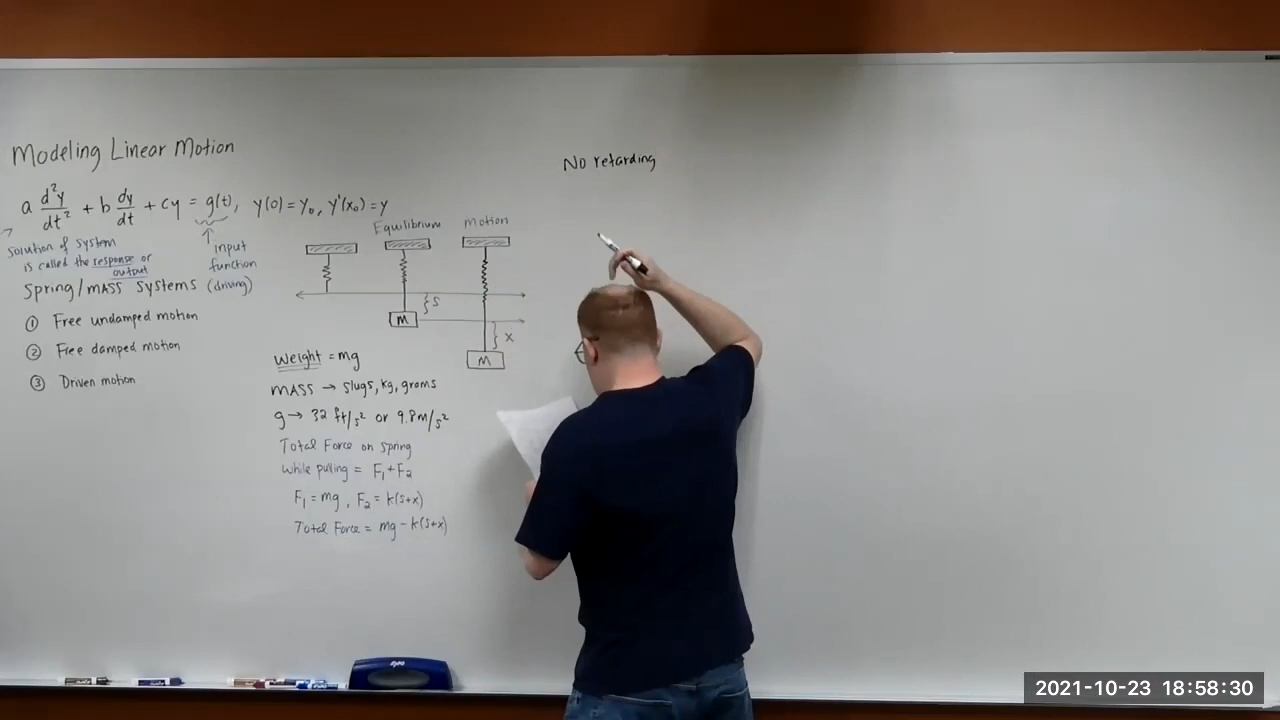 Modeling Linear Motion
a d²y/dt² + b dy/dt + cy = g(t), y(0) = y₀, y'(x₀) = y
solution of system
is called the response or
output
input
function
(driving)
Spring/MASS Systems
① Free undamped motion
② Free damped motion
③ Driven motion
Equilibrium
Motion
S
M
X
M
Weight = mg
MASS → slugs, kg, grams
g → 32 ft/s² or 9.8m/s²
Total Force on spring
while pulling = F₁+F₂
F₁ = mg, F₂ = k(s+x)
Total Force = mg - k(s+x)
No retarding
expo
2021-10-23 18:58:30